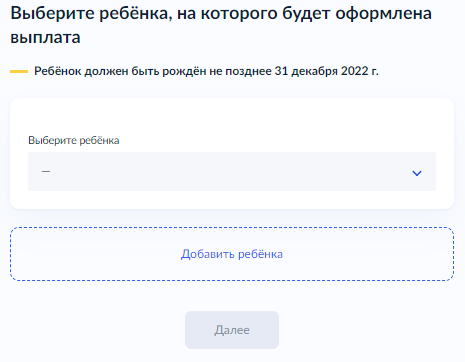 Выберите ребёнка, на которого будет оформлена
выплата
Ребёнок должен быть рождён не позднее 31 декабря 2022 г.
Выберите ребёнка
—
Добавить ребёнка
Далее